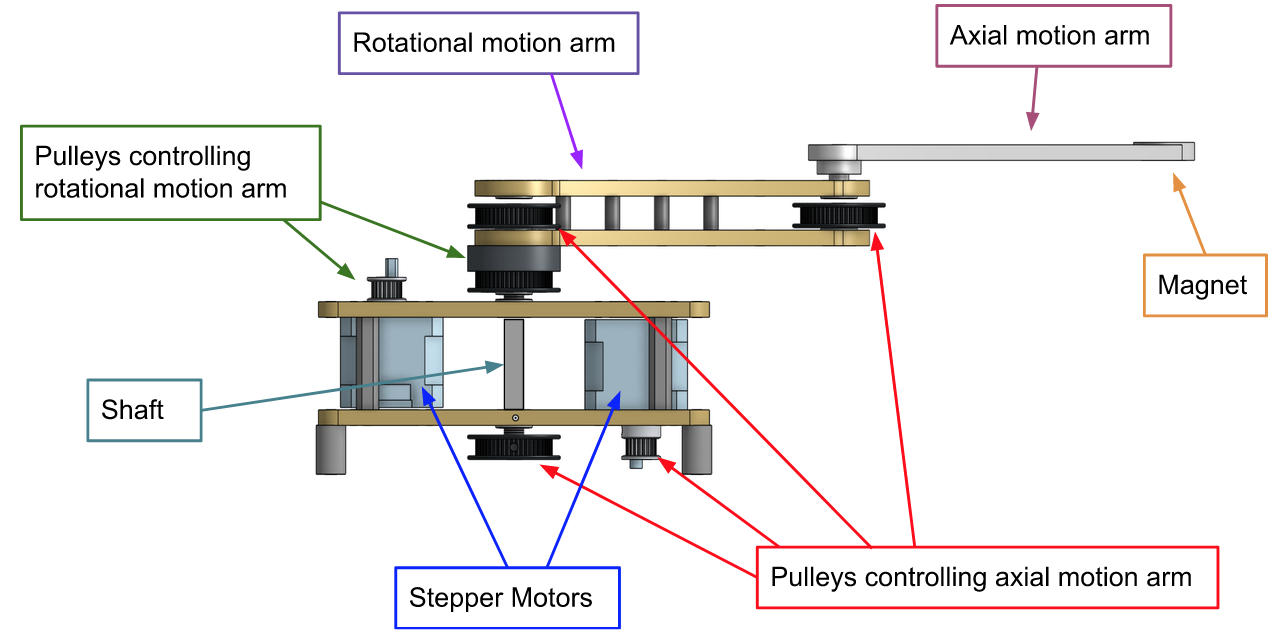 Rotational motion arm
Axial motion arm
Pulleys controlling
rotational motion arm
Magnet
Shaft
Stepper Motors
Pulleys controlling axial motion arm